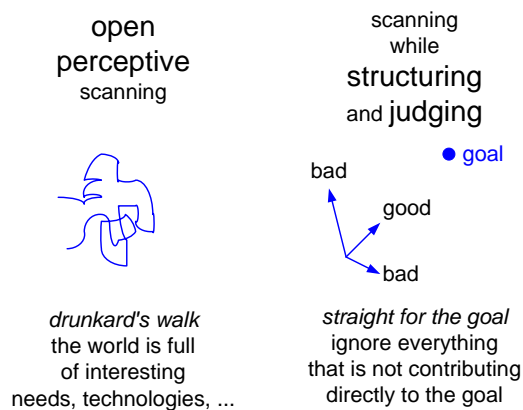 open
perceptive
scanning
drunkard's walk
the world is full
of interesting
needs, technologies, ...
scanning
while
structuring
and judging
goal
bad
good
bad
straight for the goal
ignore everything
that is not contributing
directly to the goal